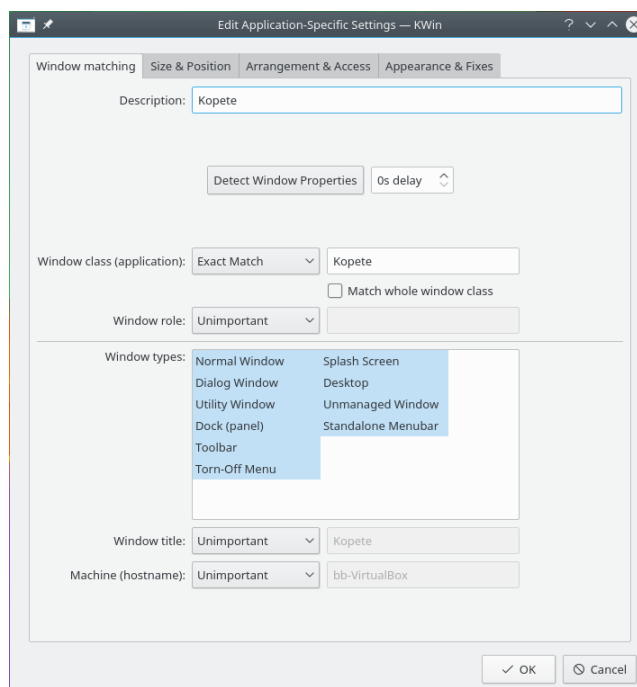 Edit Application-Specific Settings — KWin
Window matching Size & Position Arrangement & Access Appearance & Fixes
Description: Kopete
Detect Window Properties 0s delay
Window class (application): Exact Match Kopete
Match whole window class
Window role: Unimportant
Window types: Normal Window Splash Screen
Dialog Window Desktop
Utility Window Unmanaged Window
Dock (panel) Standalone Menubar
Toolbar
Torn-Off Menu
Window title: Unimportant Kopete
Machine (hostname): Unimportant bb-VirtualBox
OK Cancel